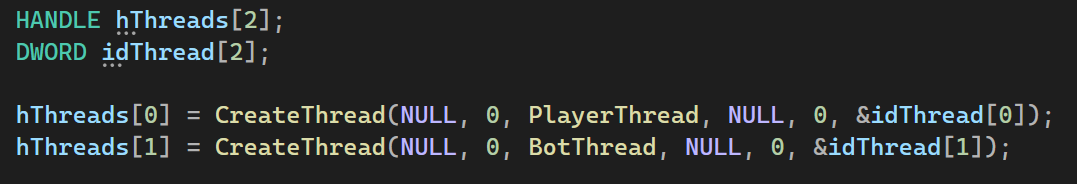 HANDLE hThreads[2];
DWORD idThread[2];
hThreads[0] = CreateThread(NULL, 0, PlayerThread, NULL, 0, &idThread[0]);
hThreads[1] = CreateThread(NULL, 0, BotThread, NULL, 0, &idThread[1]);